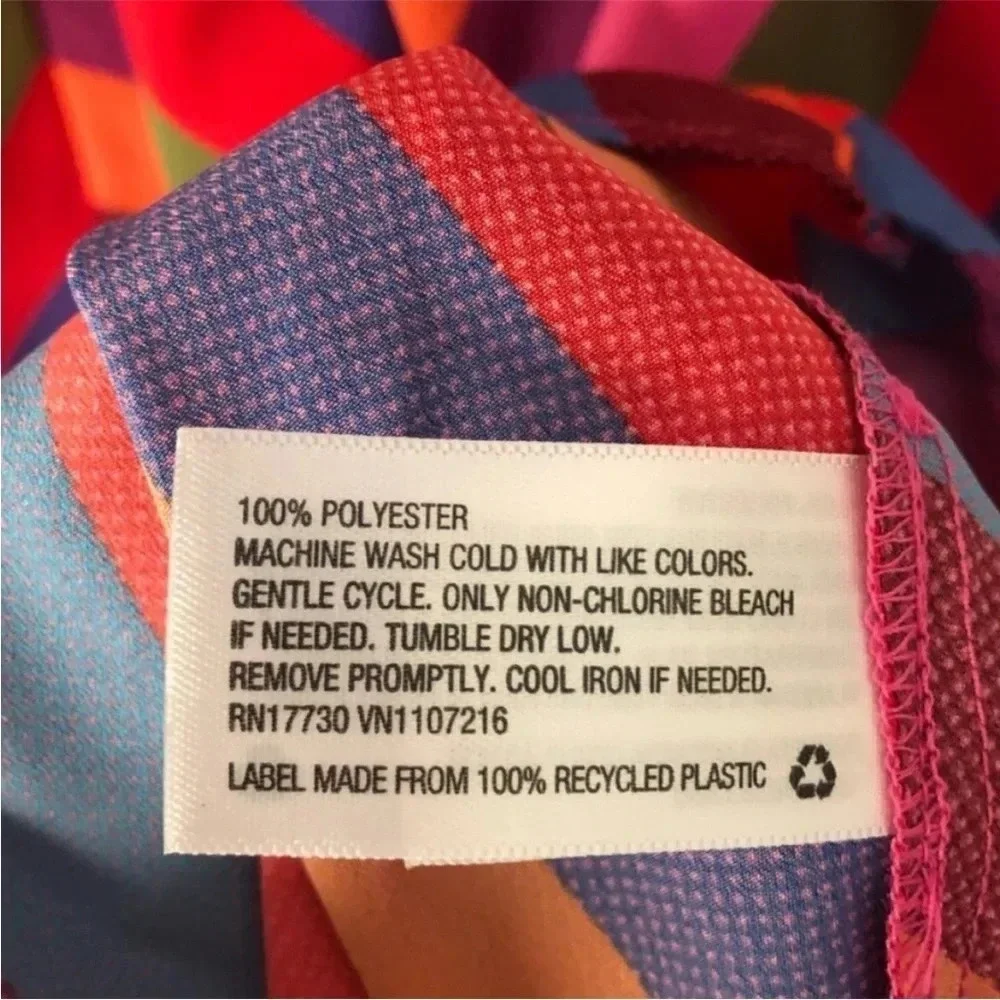 100% POLYESTER
MACHINE WASH COLD WITH LIKE COLORS.
GENTLE CYCLE. ONLY NON-CHLORINE BLEACH
IF NEEDED. TUMBLE DRY LOW.
REMOVE PROMPTLY. COOL IRON IF NEEDED.
RN17730 VN1107216
LABEL MADE FROM 100% RECYCLED PLASTIC